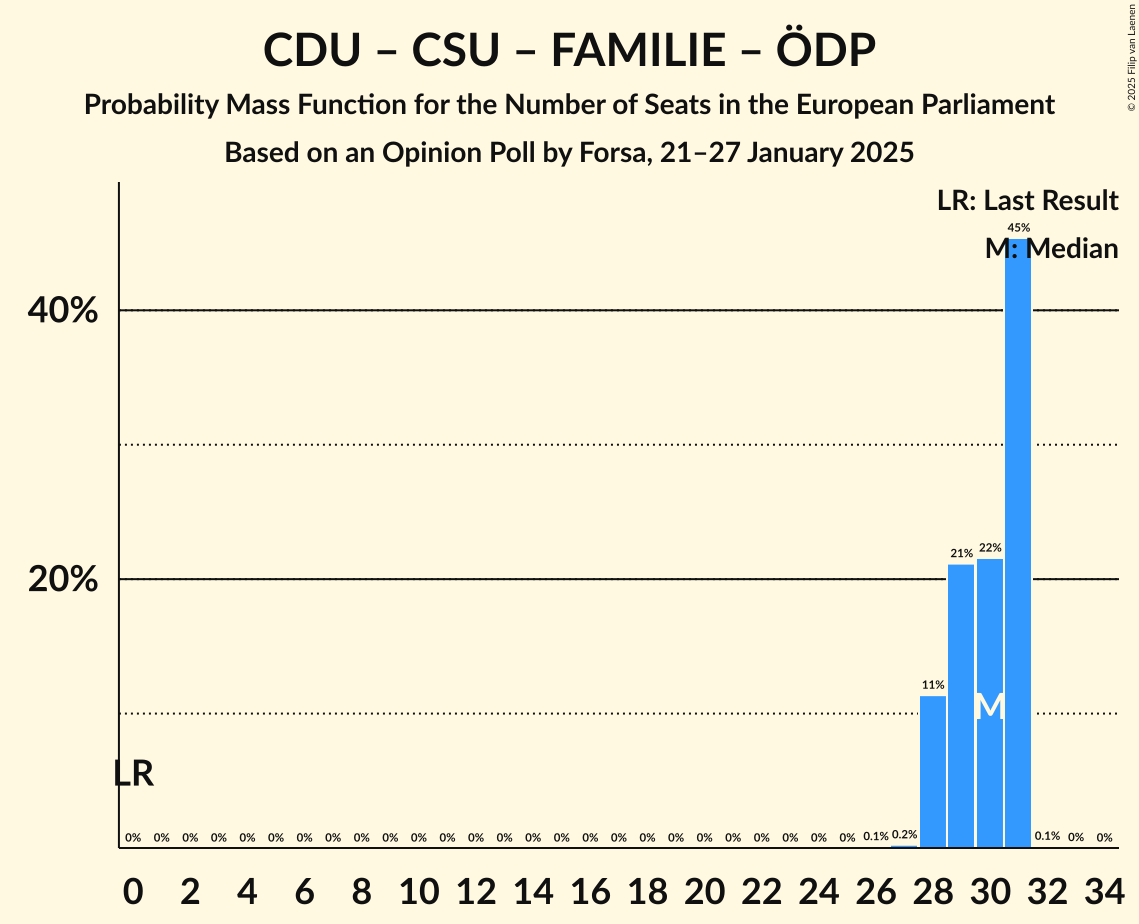 CDU – CSU – FAMILIE – ÖDP
Probability Mass Function for the Number of Seats in the European Parliament
Based on an Opinion Poll by Forsa, 21–27 January 2025
© 2025 Filip van Laenen
LR: Last Result
M: Median
45%
40%
22%
21%
20%
11%
M
LR
0% 0% 0% 0% 0% 0% 0% 0% 0% 0% 0% 0% 0% 0% 0% 0% 0% 0% 0% 0% 0% 0% 0% 0% 0% 0% 0.1% 0.2% 0.1% 0% 0%
0 2 4 6 8 10 12 14 16 18 20 22 24 26 28 30 32 34